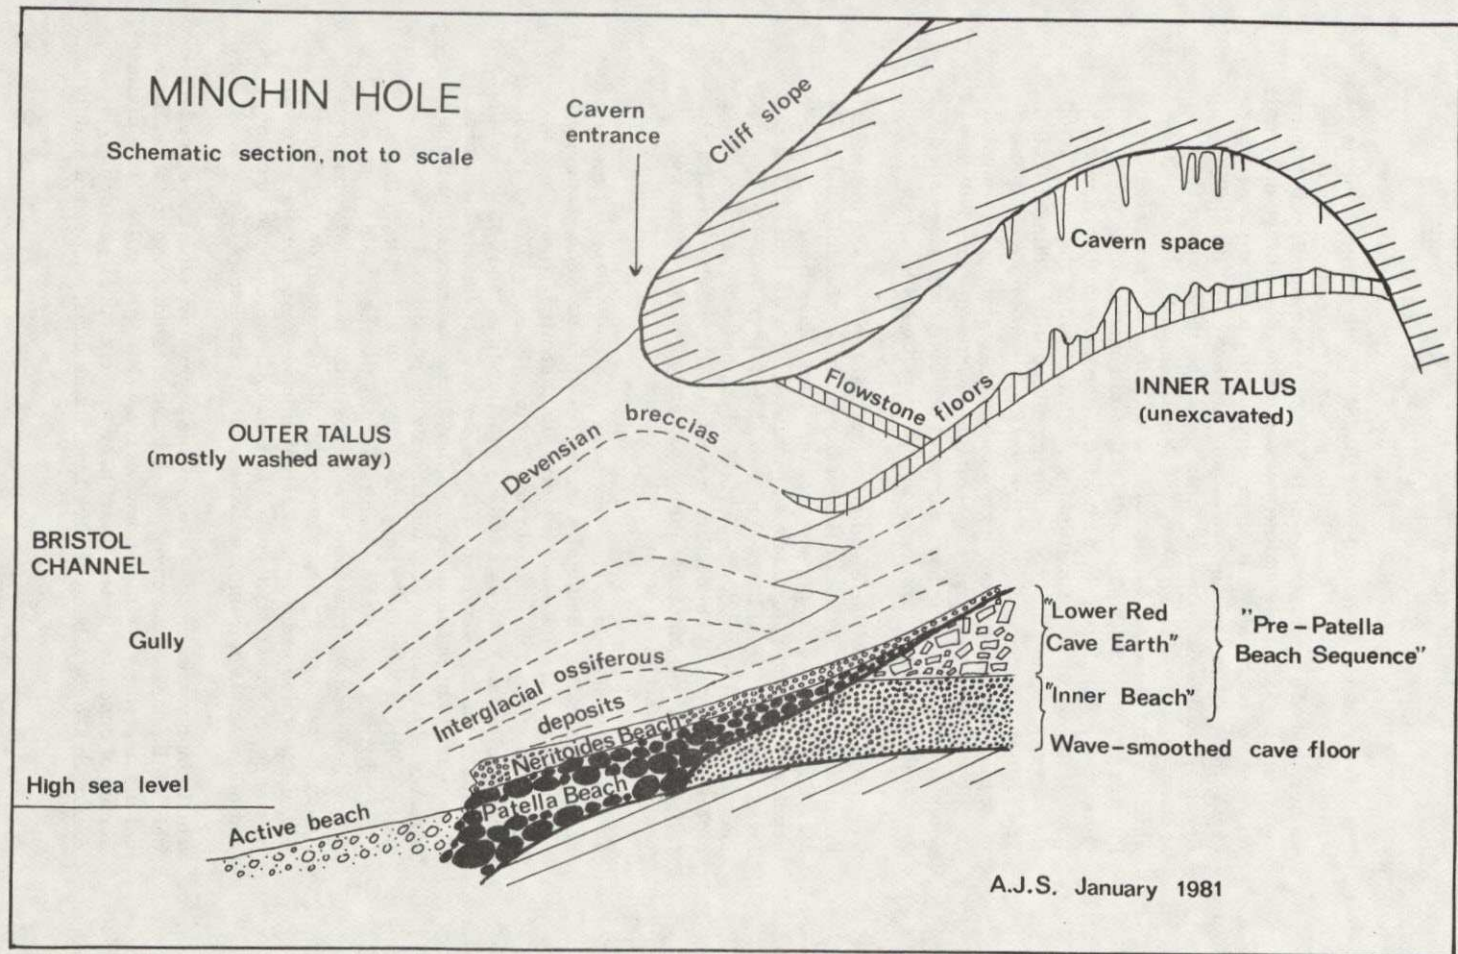 MINCHIN HOLE
Schematic section, not to scale
Cavern
entrance
Cliff slope
Cavern space
Flowstone floors
INNER TALUS
(unexcavated)
OUTER TALUS
(mostly washed away)
Devensian breccias
BRISTOL
CHANNEL
Gully
Interglacial ossiferous
deposits
"Lower Red
Cave Earth"
"Pre-Patella
Beach Sequence"
"Inner Beach"
Neritoides Beach
Wave-smoothed cave floor
High sea level
Patella Beach
Active beach
A.J.S. January 1981